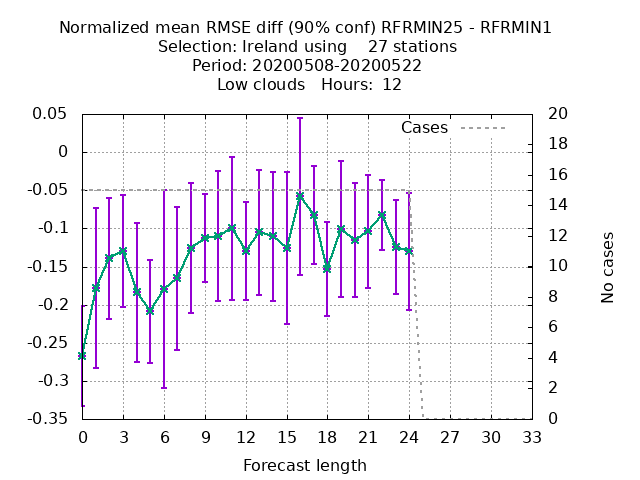 Normalized mean RMSE diff (90% conf) RFRMIN25 - RFRMIN1
Selection: Ireland using    27 stations
Period: 20200508-20200522
Low clouds   Hours:  12
0.05
0
-0.05
-0.1
-0.15
-0.2
-0.25
-0.3
-0.35
Cases
20
18
16
14
12
10
8
6
4
2
0
No cases
0 3 6 9 12 15 18 21 24 27 30 33
Forecast length